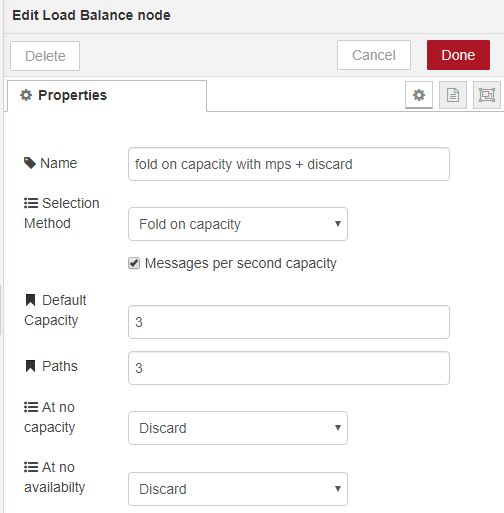 Edit Load Balance node
Delete
Cancel
Done
Properties
Name
fold on capacity with mps + discard
Selection
Method
Fold on capacity
Messages per second capacity
Default
Capacity
3
Paths
3
At no
capacity
Discard
At no
availabilty
Discard